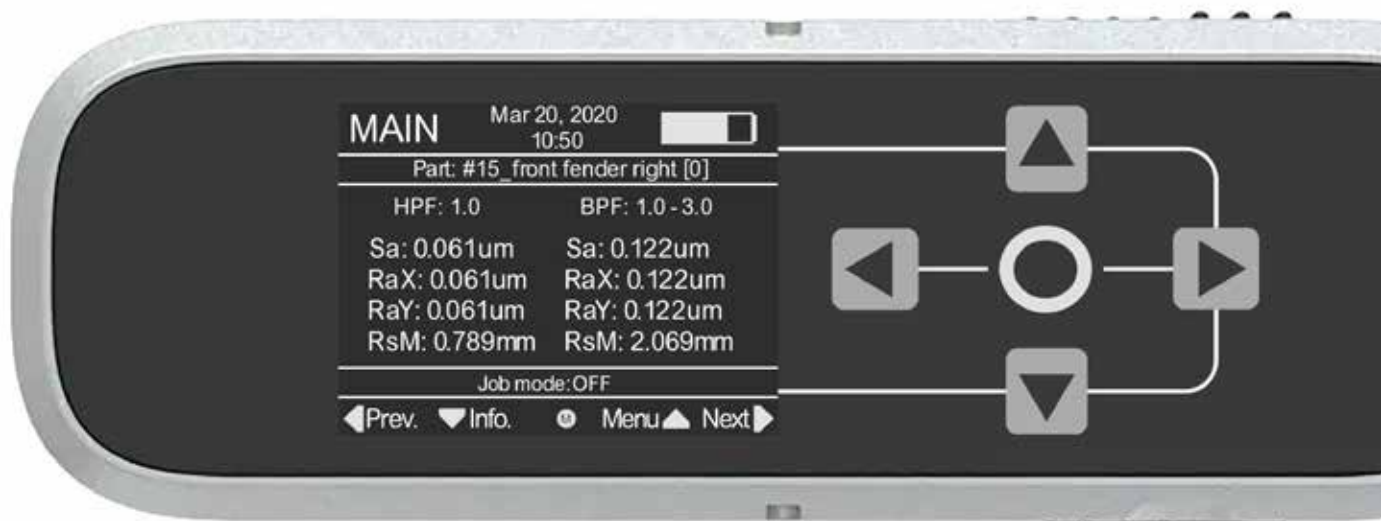 MAIN
Mar 20, 2020
10:50
Part: #15_front fender right [0]
HPF: 1.0 BPF: 1.0 - 3.0
Sa: 0.061um Sa: 0.122um
RaX: 0.061um RaX: 0.122um
RaY: 0.061um RaY: 0.122um
RsM: 0.789mm RsM: 2.069mm
Job mode:OFF
Prev. Info. M Menu Next